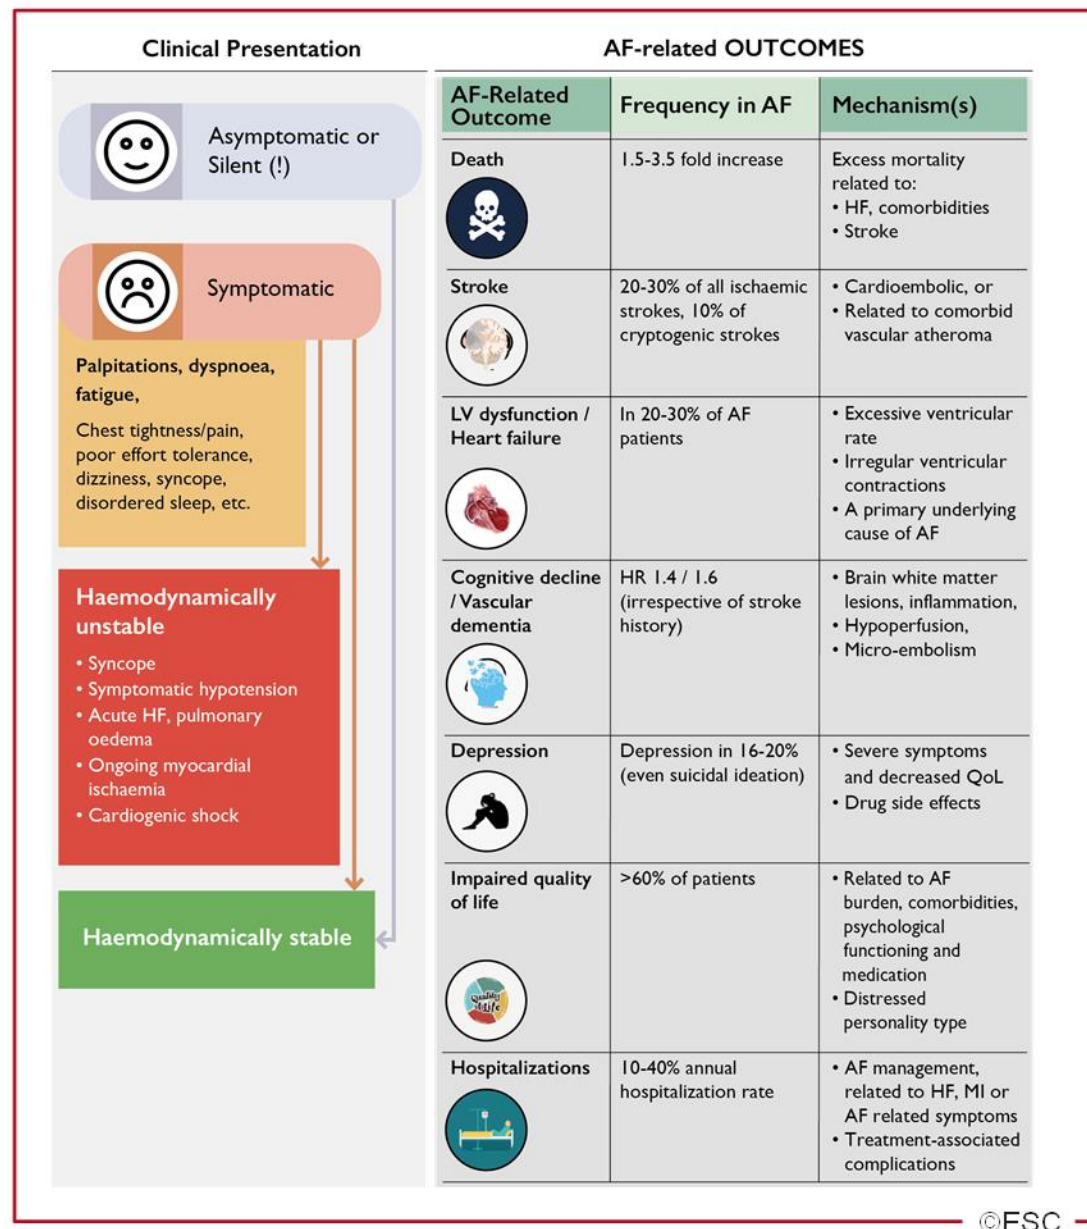 Clinical Presentation
Asymptomatic or
Silent (!)
Symptomatic
Palpitations, dyspnoea,
fatigue,
Chest tightness/pain,
poor effort tolerance,
dizziness, syncope,
disordered sleep, etc.
Haemodynamically
unstable
• Syncope
• Symptomatic hypotension
• Acute HF, pulmonary
oedema
• Ongoing myocardial
ischaemia
• Cardiogenic shock
Haemodynamically stable
AF-related OUTCOMES
AF-Related
Outcome
Frequency in AF
Mechanism(s)
Death
1.5-3.5 fold increase
Excess mortality
related to:
• HF, comorbidities
• Stroke
Stroke
20-30% of all ischaemic
strokes, 10% of
cryptogenic strokes
• Cardioembolic, or
• Related to comorbid
vascular atheroma
LV dysfunction /
Heart failure
In 20-30% of AF
patients
• Excessive ventricular
rate
• Irregular ventricular
contractions
• A primary underlying
cause of AF
Cognitive decline
/ Vascular
dementia
HR 1.4 / 1.6
(irrespective of stroke
history)
• Brain white matter
lesions, inflammation,
• Hypoperfusion,
• Micro-embolism
Depression
Depression in 16-20%
(even suicidal ideation)
• Severe symptoms
and decreased QoL
• Drug side effects
Impaired quality
of life
Quality
of Life
>60% of patients
• Related to AF
burden, comorbidities,
psychological
functioning and
medication
• Distressed
personality type
Hospitalizations
10-40% annual
hospitalization rate
• AF management,
related to HF, MI or
AF related symptoms
• Treatment-associated
complications
©ESC